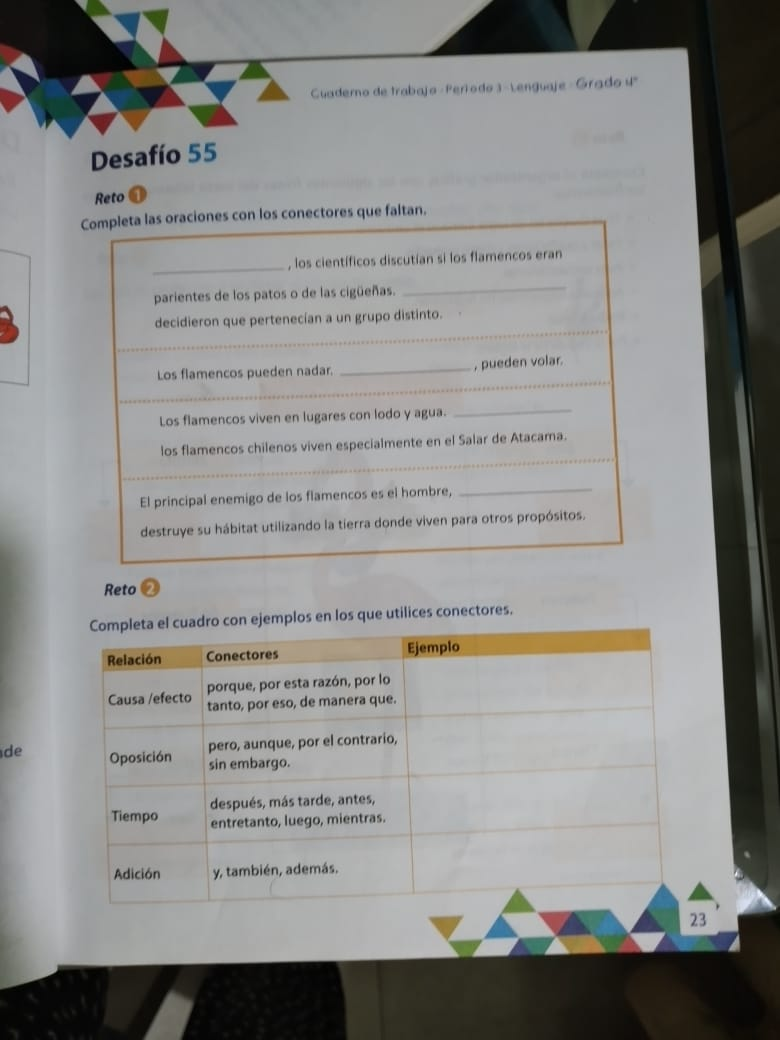 Cuaderno de trabajo - Periodo 3 - Lenguaje - Grado 4°
Desafío 55
Reto 1
Completa las oraciones con los conectores que faltan.
____________, los científicos discutían si los flamencos eran
parientes de los patos o de las cigüeñas. ____________
decidieron que pertenecían a un grupo distinto.
Los flamencos pueden nadar. ____________, pueden volar.
Los flamencos viven en lugares con lodo y agua. ____________
los flamencos chilenos viven especialmente en el Salar de Atacama.
El principal enemigo de los flamencos es el hombre, ____________
destruye su hábitat utilizando la tierra donde viven para otros propósitos.
Reto 2
Completa el cuadro con ejemplos en los que utilices conectores.
Relación Conectores Ejemplo
Causa /efecto porque, por esta razón, por lo
tanto, por eso, de manera que.
Oposición pero, aunque, por el contrario,
sin embargo.
Tiempo después, más tarde, antes,
entretanto, luego, mientras.
Adición y, también, además.
23